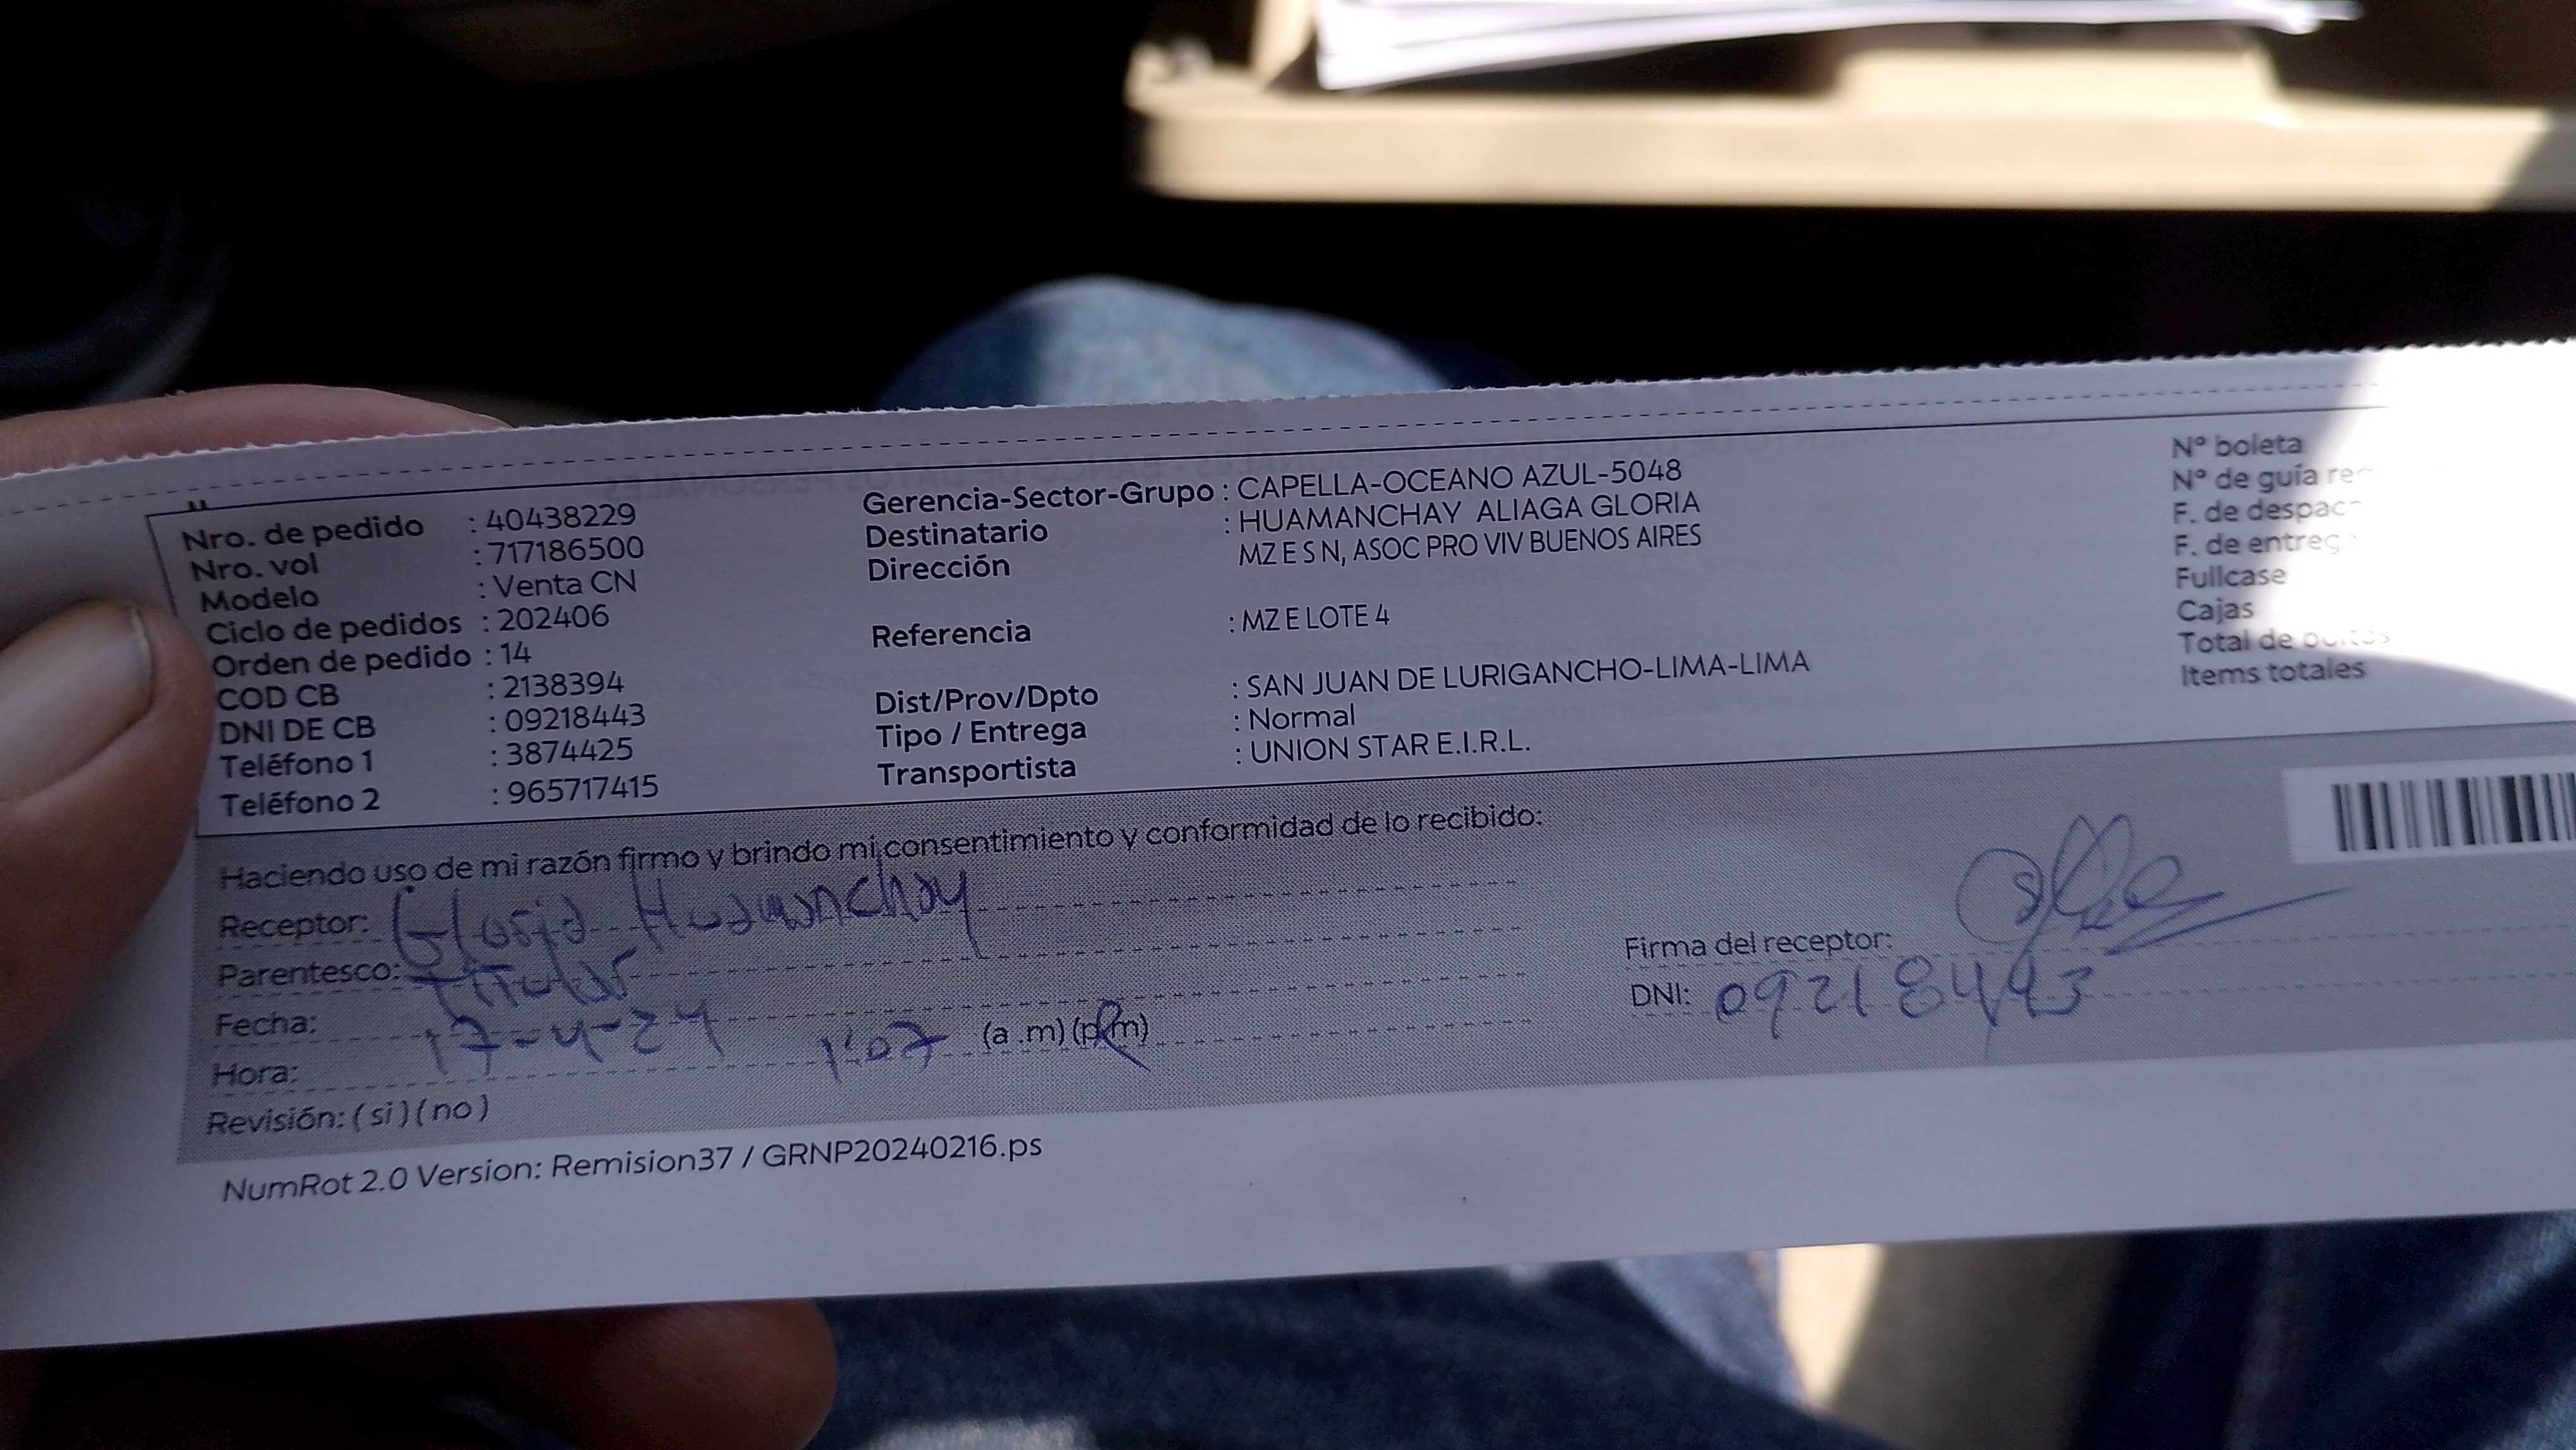 Nro. de pedido : 40438229
Nro. vol : 717186500
Modelo : Venta CN
Ciclo de pedidos : 202406
Orden de pedido : 14
COD CB : 2138394
DNI DE CB : 09218443
Teléfono 1 : 3874425
Teléfono 2 : 965717415
Gerencia-Sector-Grupo : CAPELLA-OCEANO AZUL-5048
Destinatario : HUAMANCHAY ALIAGA GLORIA
Dirección MZ E S N, ASOC PRO VIV BUENOS AIRES
Referencia : MZ E LOTE 4
Dist/Prov/Dpto : SAN JUAN DE LURIGANCHO-LIMA-LIMA
Tipo / Entrega : Normal
Transportista : UNION STAR E.I.R.L.
N° boleta
N° de guía
F. de
F. de
Fullcase
Cajas
Total de
Items totales
Haciendo uso de mi razón firmo y brindo mi consentimiento y conformidad de lo recibido:
Receptor: Gloria Huamanchay
Parentesco: Titular
Fecha: 17-4-24
Hora: 1:07 (a .m) (p.m)
Revisión: ( si ) ( no )
Firma del receptor:
DNI: 09218443
NumRot 2.0 Version: Remision37 / GRNP20240216.ps